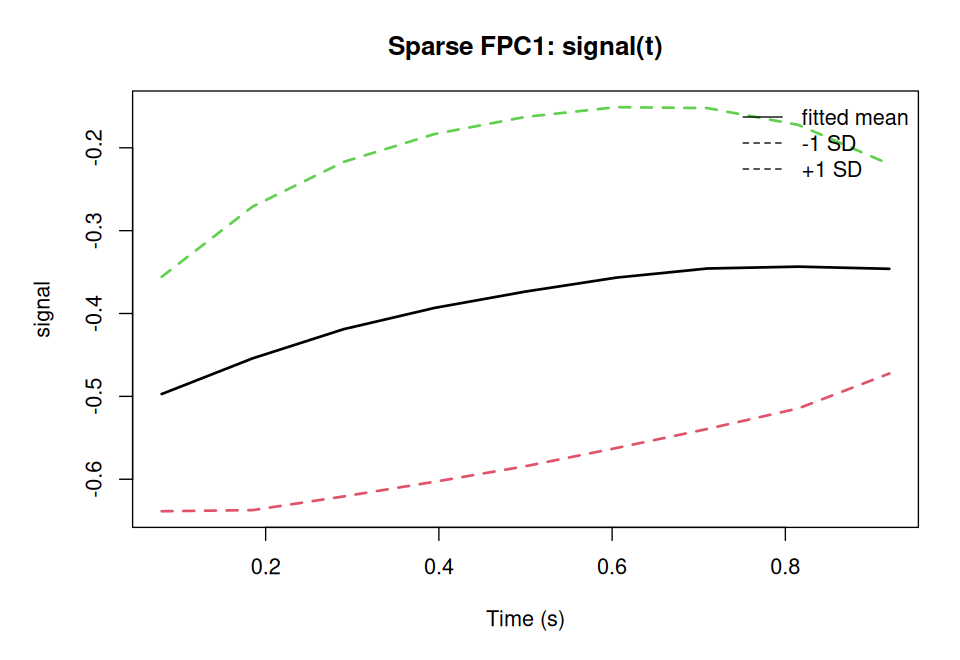 Sparse FPC1: signal(t)
fitted mean
-1 SD
+1 SD
signal
-0.2
-0.3
-0.4
-0.5
-0.6
0.2 0.4 0.6 0.8
Time (s)